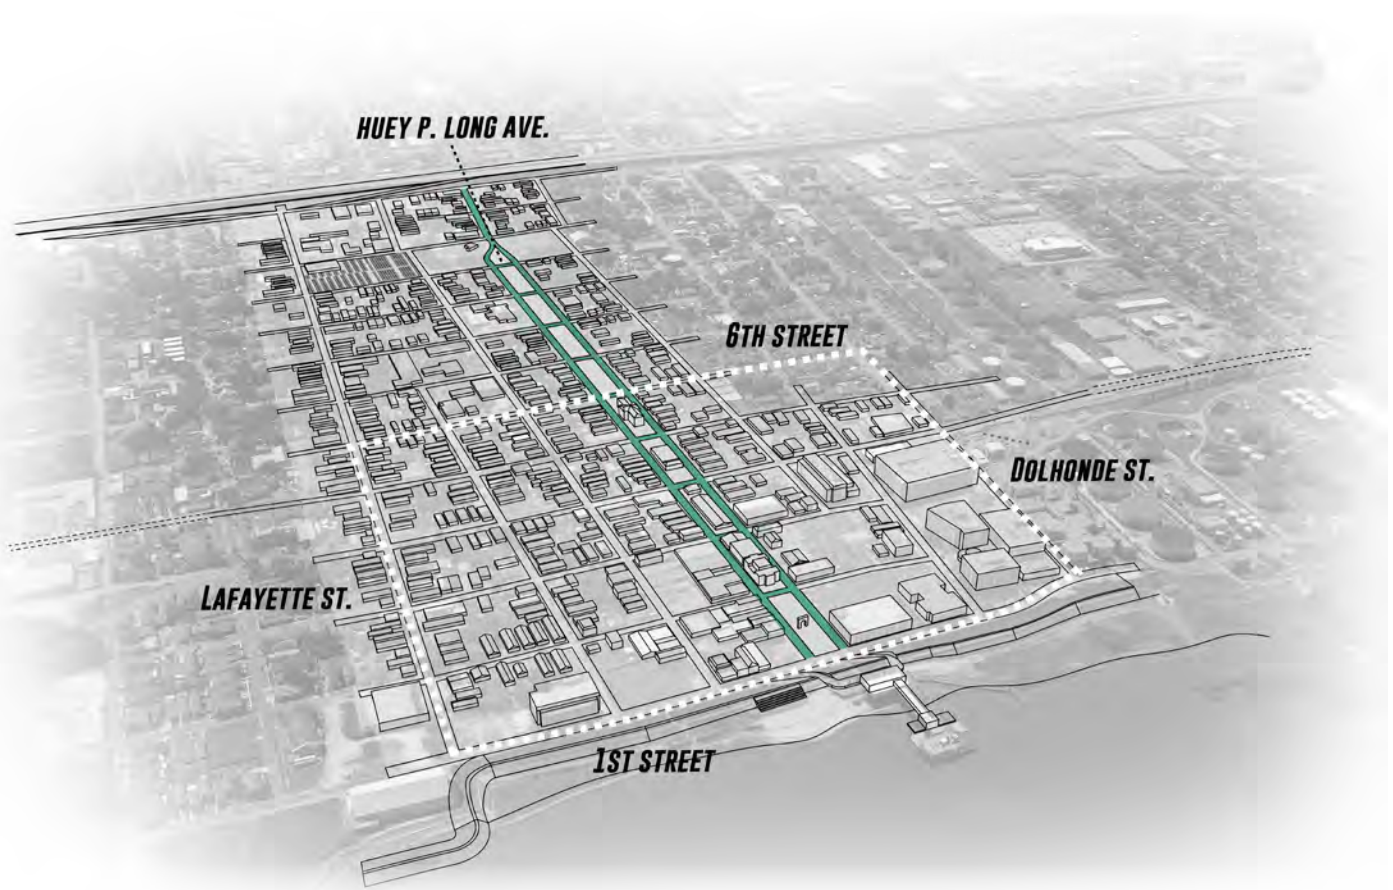 HUEY P. LONG AVE.
6TH STREET
DOLHONDE ST.
LAFAYETTE ST.
1ST STREET